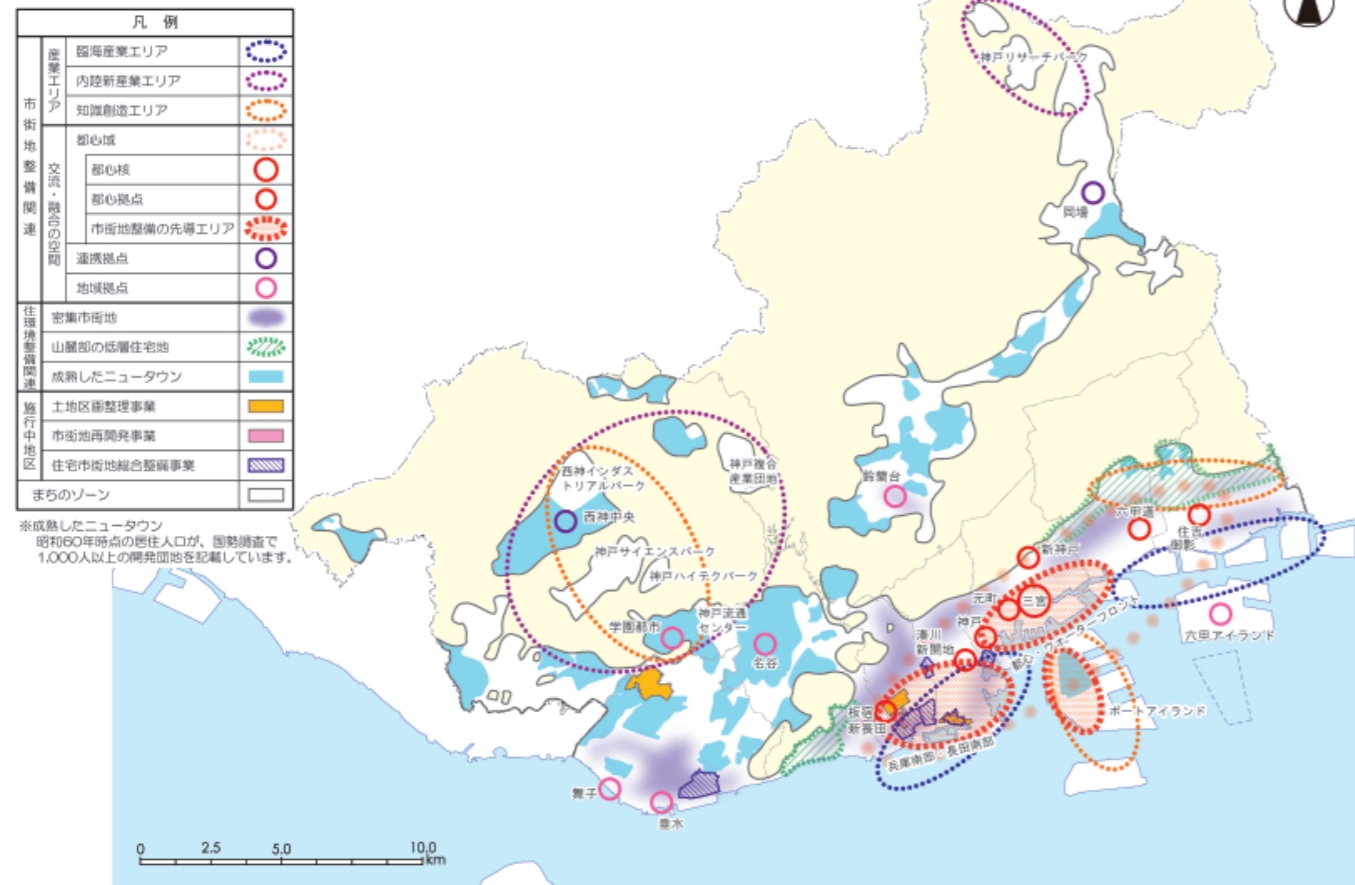 凡 例
市街地整備関連
産業エリア
臨海産業エリア
内陸新産業エリア
知識創造エリア
交流・融合の空間
都心域
都心核
都心拠点
市街地整備の先導エリア
連携拠点
地域拠点
住環境整備関連
密集市街地
山麓部の低層住宅地
成熟したニュータウン
施行中地区
土地区画整理事業
市街地再開発事業
住宅市街地総合整備事業
まちのゾーン
※成熟したニュータウン
昭和60年時点の居住人口が、国勢調査で
1,000人以上の開発団地を記載しています。
神戸リサーチパーク
岡場
西神インダス
トリアルパーク
神戸複合
産業団地
西神中央
鈴蘭台
神戸サイエンスパーク
神戸ハイテクパーク
学園都市
神戸流通
センター
名谷
六甲道
住吉
御影
新神戸
元町
三宮
神戸
湊川
新開地
都心・ウォーターフロント
六甲アイランド
板宿
新長田
兵庫南部・長田南部
ポートアイランド
舞子
垂水
0
2.5
5.0
10.0
km